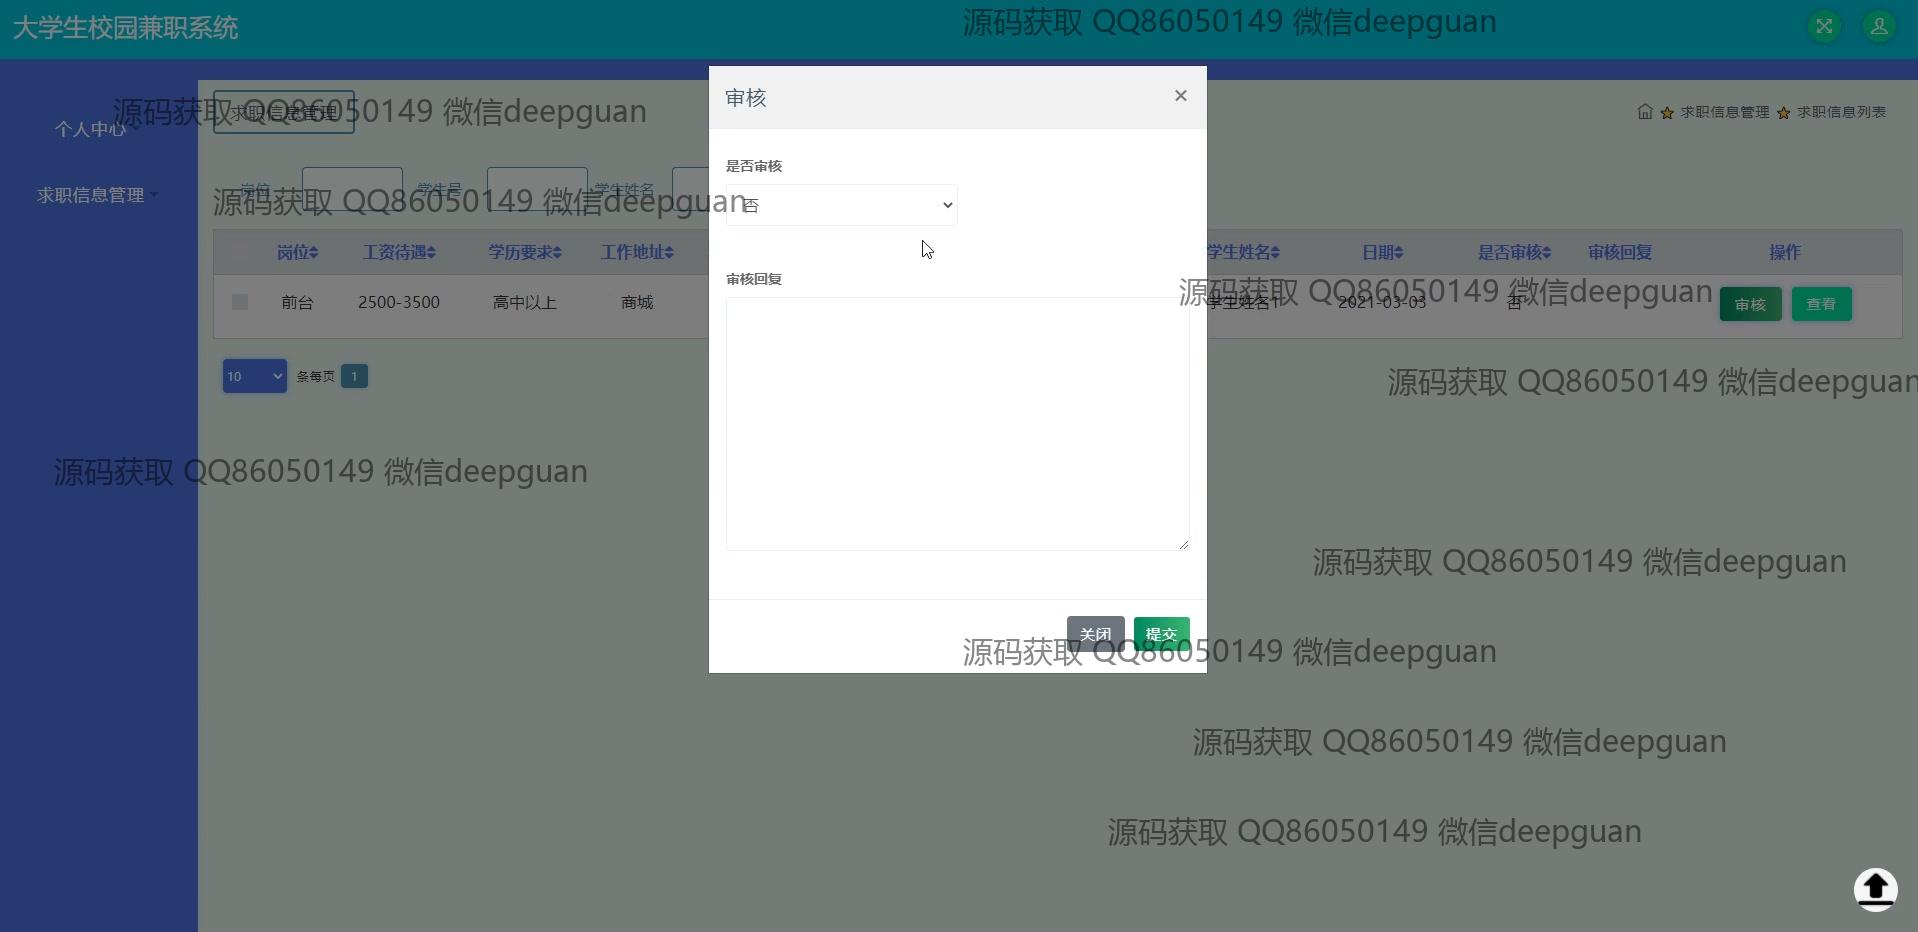 大学生校园兼职系统
源码获取 QQ86050149 微信deepguan
审核
×
个人中心
源码获取 QQ86050149 微信deepguan
求职信息管理
求职信息管理 求职信息列表
求职信息管理
岗位 学生号 学生姓名
源码获取 QQ86050149 微信deepguan
是否审核
否
岗位 工资待遇 学历要求 工作地址 学生姓名 日期 是否审核 审核回复 操作
审核回复
源码获取 QQ86050149 微信deepguan
前台 2500-3500 高中以上 商城 学生姓名1 2021-03-03 否 审核 查看
10 条每页 1
源码获取 QQ86050149 微信deepguan
源码获取 QQ86050149 微信deepguan
源码获取 QQ86050149 微信deepguan
关闭 提交
源码获取 QQ86050149 微信deepguan
源码获取 QQ86050149 微信deepguan
源码获取 QQ86050149 微信deepguan